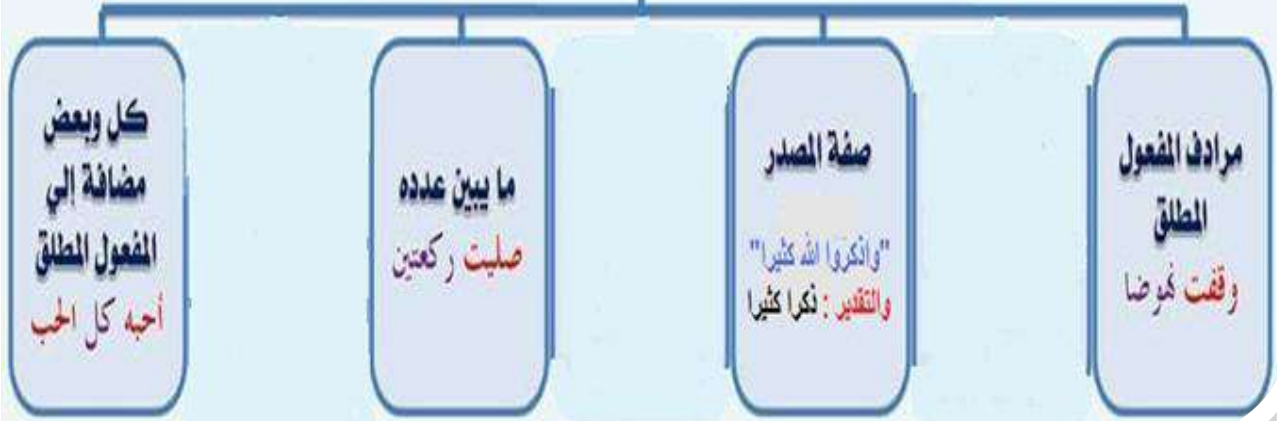 مرادف المفعول
المطلق
وقفت نهوضا
صفة المصدر
"واذكروا الله كثيرا"
والتقدير : ذكرا كثيرا
ما يبين عدده
صليت ركعتين
كل وبعض
مضافة إلي
المفعول المطلق
أحبه كل الحب